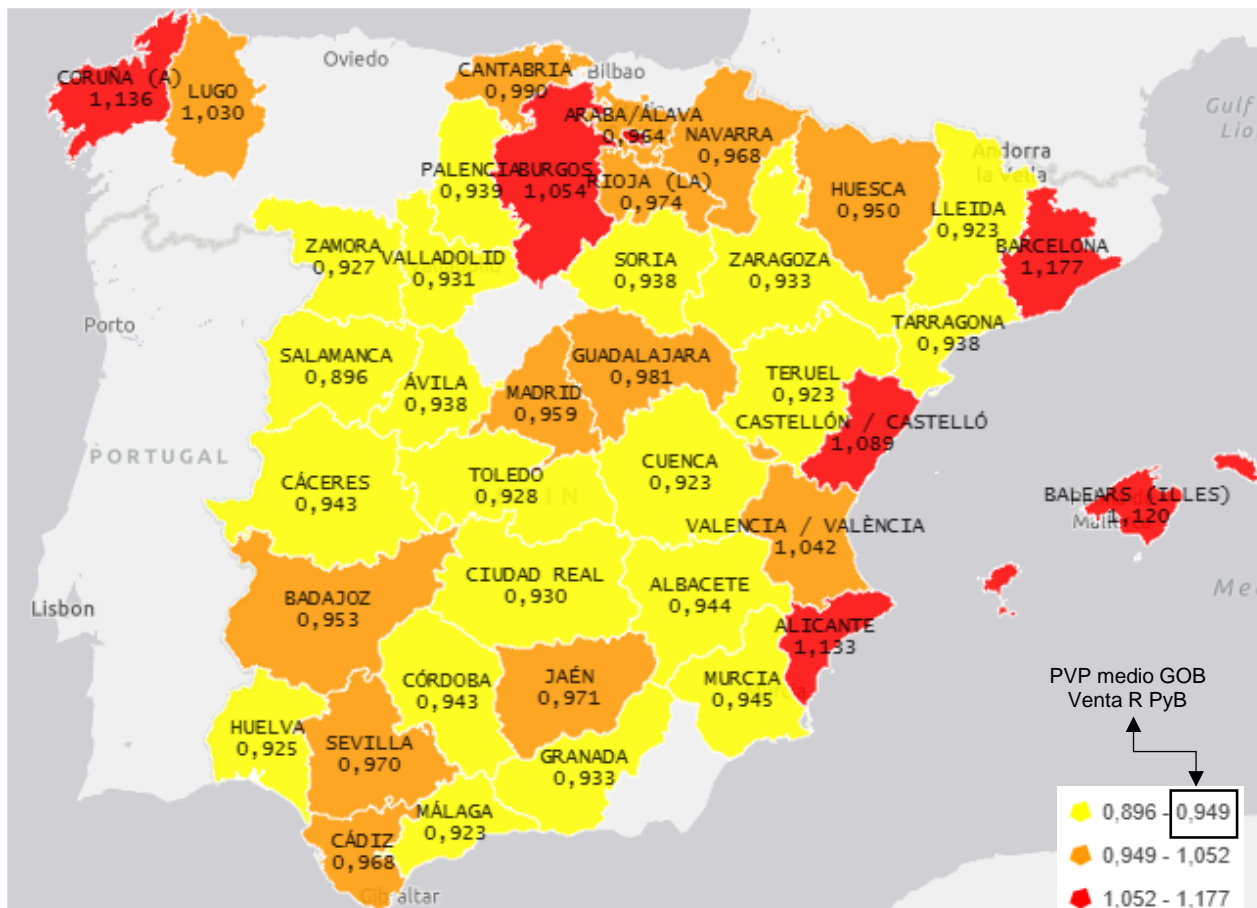 Oviedo
Bilbao
Gulf
Lio
CORUÑA (A)
1,136
LUGO
1,030
CANTABRIA
0,990
ARABA/ÁLAVA
0,964
NAVARRA
0,968
PALENCIA
0,939
BURGOS
1,054
RIOJA (LA)
0,974
HUESCA
0,950
Andorra
la Vella
LLEIDA
0,923
BARCELONA
1,177
ZAMORA
0,927
VALLADOLID
0,931
SORIA
0,938
ZARAGOZA
0,933
Porto
TARRAGONA
0,938
SALAMANCA
0,896
ÁVILA
0,938
MADRID
0,959
GUADALAJARA
0,981
TERUEL
0,923
CASTELLÓN / CASTELLÓ
1,089
PORTUGAL
CÁCERES
0,943
TOLEDO
0,928
CUENCA
0,923
BALEARS (ILLES)
1,120
VALENCIA / VALÈNCIA
1,042
Lisbon
BADAJOZ
0,953
CIUDAD REAL
0,930
ALBACETE
0,944
Me
ALICANTE
1,133
CÓRDOBA
0,943
JAÉN
0,971
MURCIA
0,945
HUELVA
0,925
SEVILLA
0,970
GRANADA
0,933
MÁLAGA
0,923
CÁDIZ
0,968
Gibraltar
PVP medio GOB
Venta R PyB
0,896 - 0,949
0,949 - 1,052
1,052 - 1,177